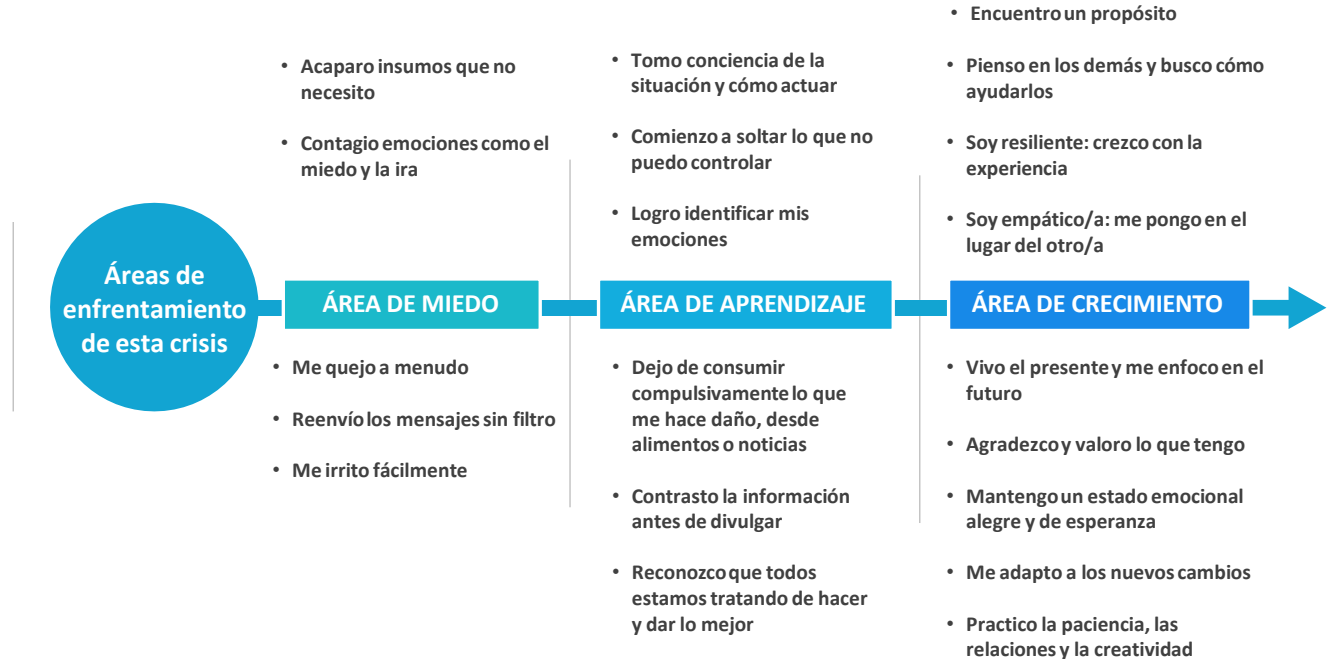 Áreas de
enfrentamiento
de esta crisis
• Acaparo insumos que no
necesito
• Contagio emociones como el
miedo y la ira
ÁREA DE MIEDO
• Me quejo a menudo
• Reenvío los mensajes sin filtro
• Me irrito fácilmente
• Tomo conciencia de la
situación y cómo actuar
• Comienzo a soltar lo que no
puedo controlar
• Logro identificar mis
emociones
ÁREA DE APRENDIZAJE
• Dejo de consumir
compulsivamente lo que
me hace daño, desde
alimentos o noticias
• Contrasto la información
antes de divulgar
• Reconozco que todos
estamos tratando de hacer
y dar lo mejor
• Encuentro un propósito
• Pienso en los demás y busco cómo
ayudarlos
• Soy resiliente: crezco con la
experiencia
• Soy empático/a: me pongo en el
lugar del otro/a
ÁREA DE CRECIMIENTO
• Vivo el presente y me enfoco en el
futuro
• Agradezco y valoro lo que tengo
• Mantengo un estado emocional
alegre y de esperanza
• Me adapto a los nuevos cambios
• Practico la paciencia, las
relaciones y la creatividad